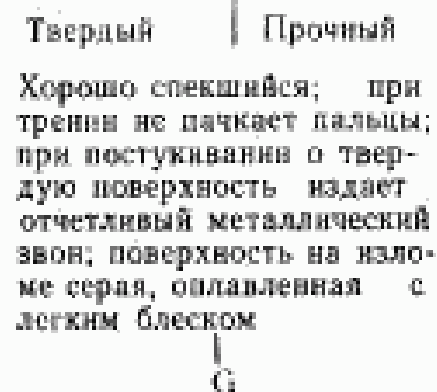 Твердый | Прочный
Хорошо спекшийся; при
трении не пачкает пальцы;
при постукивании о твер-
дую поверхность издает
отчетливый металлический
звон; поверхность на изло-
ме серая, оплавленная с
легким блеском
G